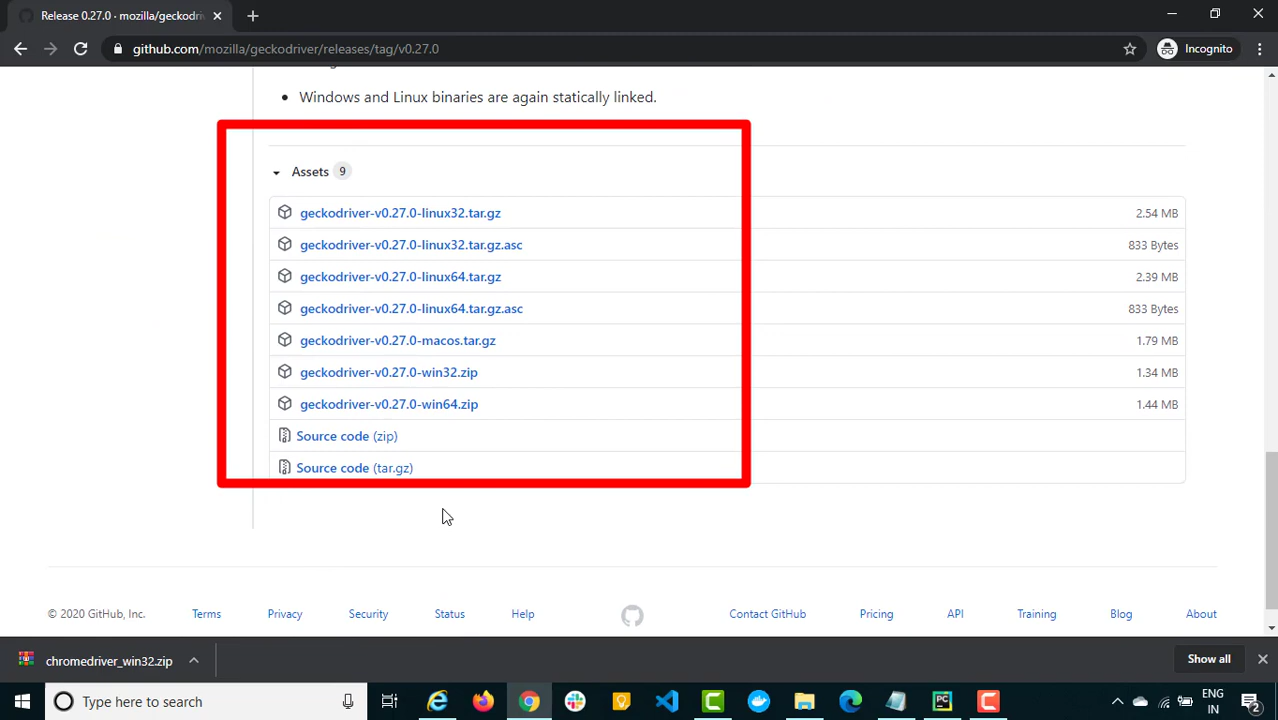 Release 0.27.0 · mozilla/geckodri
github.com/mozilla/geckodriver/releases/tag/v0.27.0
Incognito
Windows and Linux binaries are again statically linked.
Assets 9
geckodriver-v0.27.0-linux32.tar.gz 2.54 MB
geckodriver-v0.27.0-linux32.tar.gz.asc 833 Bytes
geckodriver-v0.27.0-linux64.tar.gz 2.39 MB
geckodriver-v0.27.0-linux64.tar.gz.asc 833 Bytes
geckodriver-v0.27.0-macos.tar.gz 1.79 MB
geckodriver-v0.27.0-win32.zip 1.34 MB
geckodriver-v0.27.0-win64.zip 1.44 MB
Source code (zip)
Source code (tar.gz)
© 2020 GitHub, Inc. Terms Privacy Security Status Help Contact GitHub Pricing API Training Blog About
chromedriver_win32.zip Show all
Type here to search PC ENG
IN 2